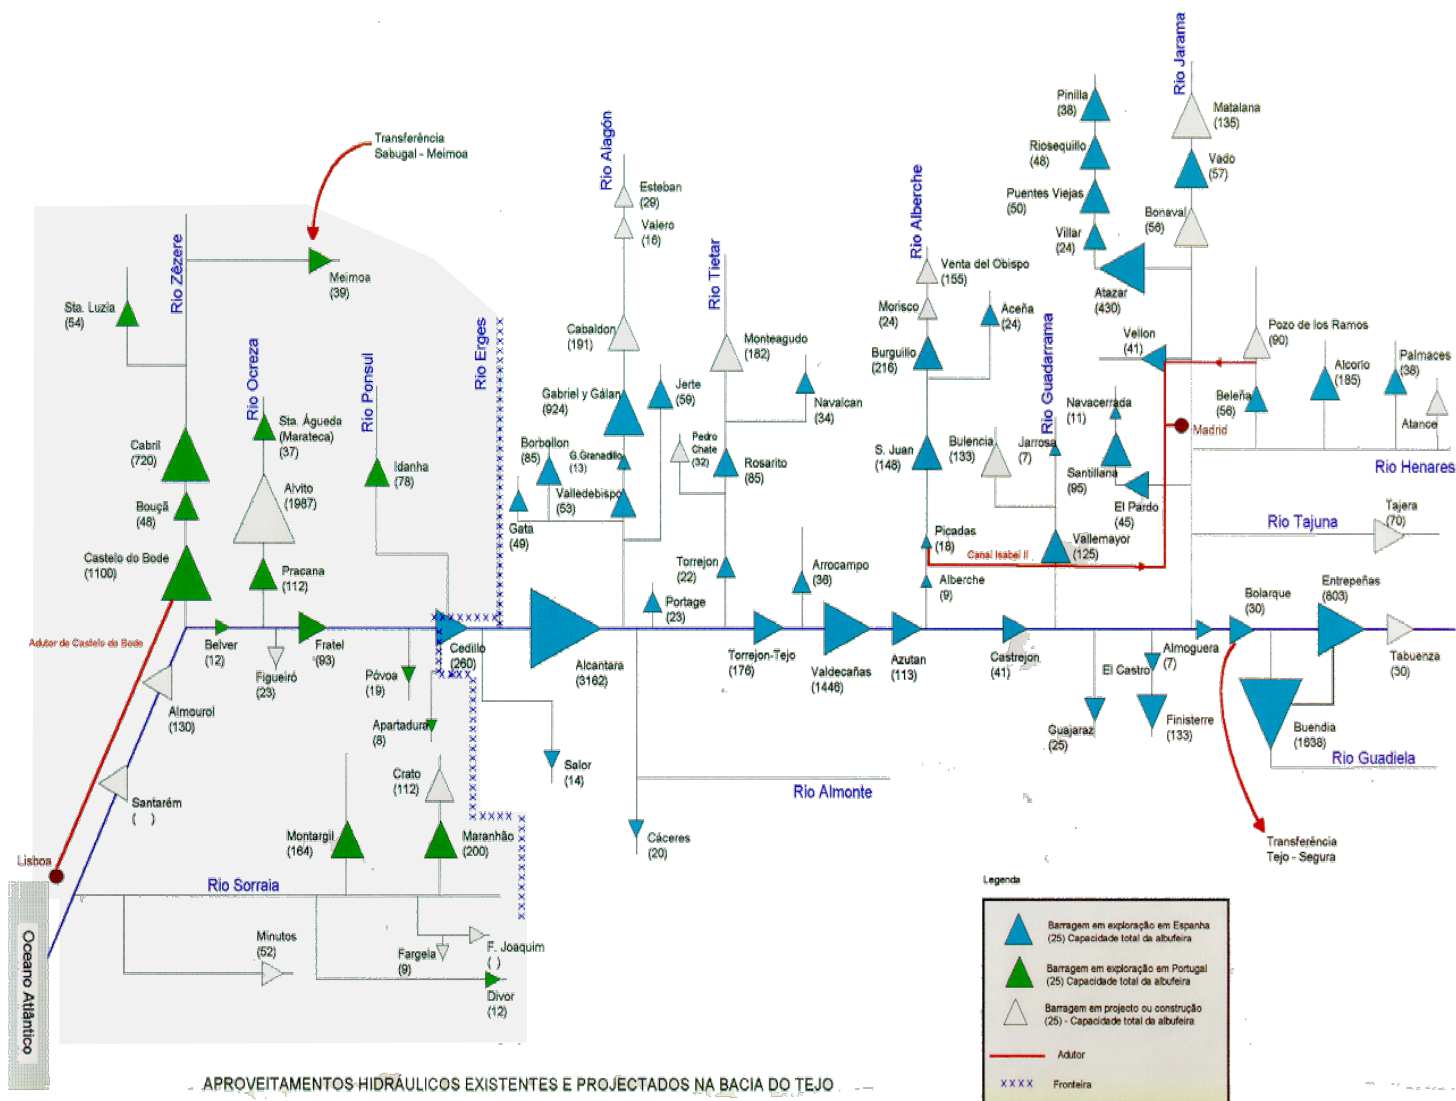 Transferência
Sabugal - Meimoa
Rio Zêzere
Meimoa
(39)
Sta. Luzia
(54)
Rio Ocreza
Rio Ponsul
Rio Erges
Cabril
(720)
Bouçã
(48)
Castelo do Bode
(1100)
Sta. Águeda
(Marateca)
(37)
Alvito
(1987)
Pracana
(112)
Idanha
(78)
Adutor de Castelo do Bode
Belver
(12)
Figueiró
(23)
Fratel
(93)
Póvoa
(19)
Apartadura
(8)
Cedillo
(260)
Almourol
(130)
Santarém
( )
Lisboa
Crato
(112)
Montargil
(164)
Maranhão
(200)
Rio Sorraia
Minutos
(52)
Fargela
(9)
F. Joaquim
( )
Divor
(12)
Oceano Atlântico
Rio Alagón
Esteban
(29)
Valero
(16)
Cabaldon
(191)
Gabriel y Gálan
(924)
Jerte
(59)
Borbollon
(85)
G.Granadillo
(13)
Valledebispo
(53)
Gata
(49)
Rio Tietar
Monteagudo
(182)
Navalcan
(34)
Pedro
Chate
(32)
Rosarito
(85)
Torrejon
(22)
Portage
(23)
Arrocampo
(36)
Alcantara
(3162)
Torrejon-Tejo
(176)
Valdecañas
(1446)
Azutan
(113)
Salor
(14)
Cáceres
(20)
Rio Almonte
Rio Alberche
Venta del Obispo
(155)
Morisco
(24)
Aceña
(24)
Burguillo
(216)
S. Juan
(148)
Picadas
(18)
Alberche
(9)
Canal Isabel II
Rio Guadarrama
Bulencia
(133)
Jarrosa
(7)
Vallemayor
(125)
Castrejon
(41)
Guajaraz
(25)
El Castro
(7)
Finisterre
(133)
Almoguera
Rio Jarama
Pinilla
(38)
Riosequillo
(48)
Puentes Viejas
(50)
Villar
(24)
Atazar
(430)
Matalana
(135)
Vado
(57)
Bonaval
(56)
Vellon
(41)
Navacerrada
(11)
Santillana
(95)
El Pardo
(45)
Madrid
Pozo de los Ramos
(90)
Beleña
(56)
Alcorlo
(185)
Palmaces
(38)
Atance
Rio Henares
Rio Tajuna
Tajera
(70)
Bolarque
(30)
Entrepeñas
(803)
Tabuenza
(30)
Buendia
(1638)
Rio Guadiela
Transferência
Tejo - Segura
Legenda
Barragem em exploração em Espanha
(25) Capacidade total da albufeira
Barragem em exploração em Portugal
(25) Capacidade total da albufeira
Barragem em projecto ou construção
(25) - Capacidade total da albufeira
Adutor
xxxx Fronteira
APROVEITAMENTOS HIDRÁULICOS EXISTENTES E PROJECTADOS NA BACIA DO TEJO